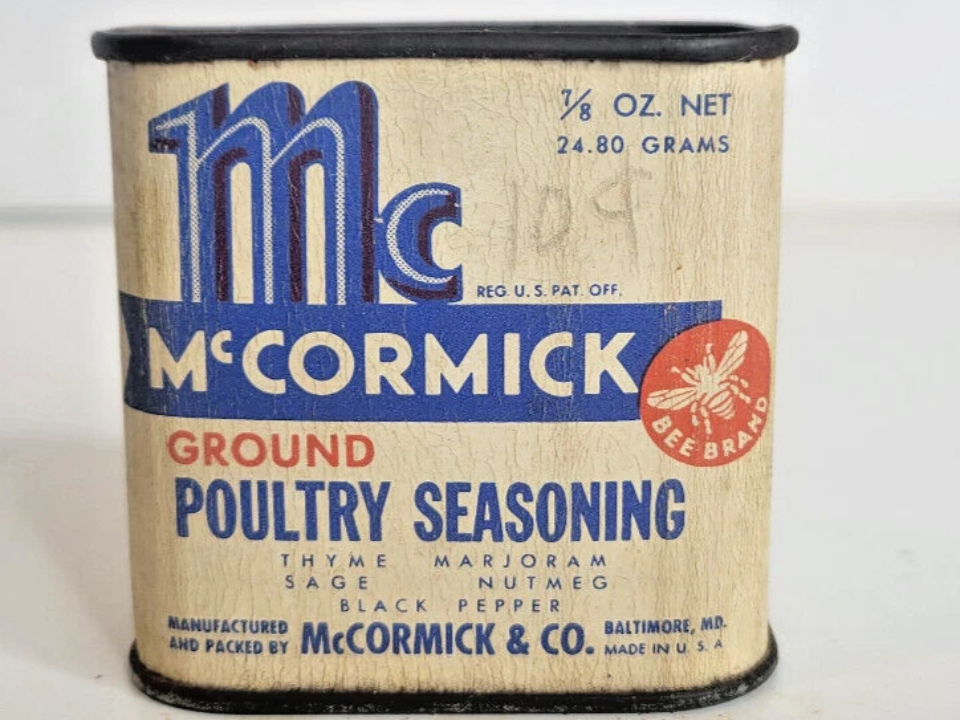 Mc
7/8 OZ. NET
24.80 GRAMS
104
REG. U.S. PAT. OFF.
McCORMICK
BEE BRAND
GROUND
POULTRY SEASONING
THYME MARJORAM
SAGE NUTMEG
BLACK PEPPER
MANUFACTURED AND PACKED BY McCORMICK & CO. BALTIMORE, MD. MADE IN U.S.A.